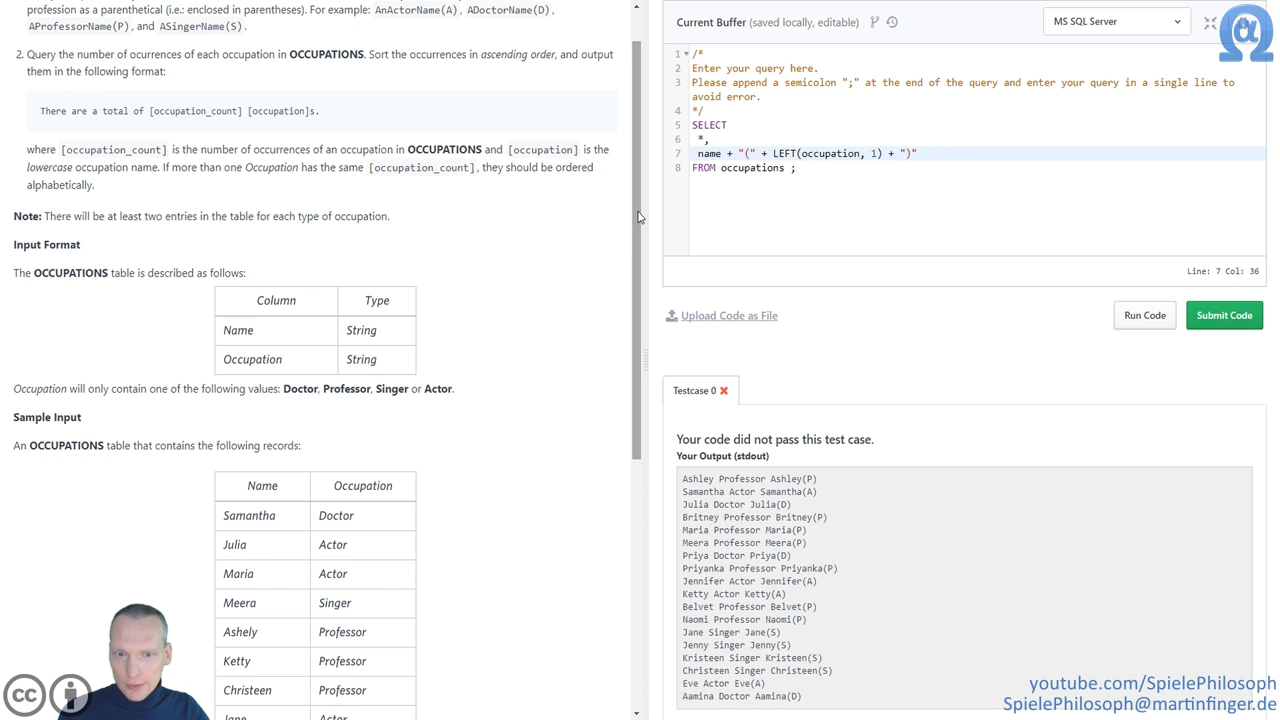 profession as a parenthetical (i.e.: enclosed in parentheses). For example: AnActorName(A), ADoctorName(D),
AProfessorName(P), and ASingerName(S).
2. Query the number of ocurrences of each occupation in OCCUPATIONS. Sort the occurrences in ascending order, and output
them in the following format:
There are a total of [occupation_count] [occupation]s.
where [occupation_count] is the number of occurrences of an occupation in OCCUPATIONS and [occupation] is the
lowercase occupation name. If more than one Occupation has the same [occupation_count], they should be ordered
alphabetically.
Note: There will be at least two entries in the table for each type of occupation.
Input Format
The OCCUPATIONS table is described as follows:
Column Type
Name String
Occupation String
Occupation will only contain one of the following values: Doctor, Professor, Singer or Actor.
Sample Input
An OCCUPATIONS table that contains the following records:
Name Occupation
Samantha Doctor
Julia Actor
Maria Actor
Meera Singer
Ashely Professor
Ketty Professor
Christeen Professor
Jane Actor
Current Buffer (saved locally, editable)
MS SQL Server
1 /*
2 Enter your query here.
3 Please append a semicolon ";" at the end of the query and enter your query in a single line to
avoid error.
4 */
5 SELECT
6 *,
7 name + "(" + LEFT(occupation, 1) + ")"
8 FROM occupations ;
Line: 7 Col: 36
Upload Code as File
Run Code
Submit Code
Testcase 0
Your code did not pass this test case.
Your Output (stdout)
Ashley Professor Ashley(P)
Samantha Actor Samantha(A)
Julia Doctor Julia(D)
Britney Professor Britney(P)
Maria Professor Maria(P)
Meera Professor Meera(P)
Priya Doctor Priya(D)
Priyanka Professor Priyanka(P)
Jennifer Actor Jennifer(A)
Ketty Actor Ketty(A)
Belvet Professor Belvet(P)
Naomi Professor Naomi(P)
Jane Singer Jane(S)
Jenny Singer Jenny(S)
Kristeen Singer Kristeen(S)
Christeen Singer Christeen(S)
Eve Actor Eve(A)
Aamina Doctor Aamina(D)
cc
youtube.com/SpielePhilosoph
SpielePhilosoph@martinfinger.de